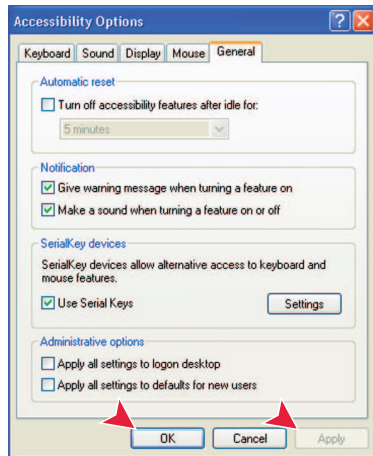 Accessibility Options
Keyboard Sound Display Mouse General
Automatic reset
Turn off accessibility features after idle for:
5 minutes
Notification
Give warning message when turning a feature on
Make a sound when turning a feature on or off
SerialKey devices
SerialKey devices allow alternative access to keyboard and
mouse features.
Use Serial Keys Settings
Administrative options
Apply all settings to logon desktop
Apply all settings to defaults for new users
OK Cancel Apply